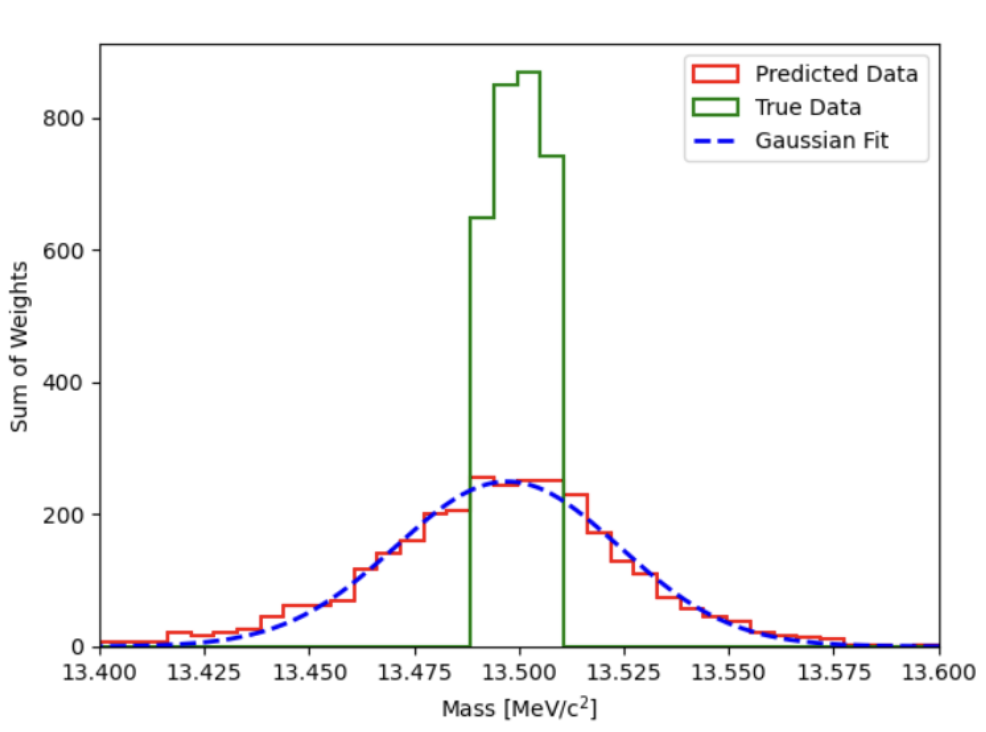 Predicted Data
True Data
Gaussian Fit
800
600
400
200
0
Sum of Weights
13.400 13.425 13.450 13.475 13.500 13.525 13.550 13.575 13.600
Mass [MeV/c²]